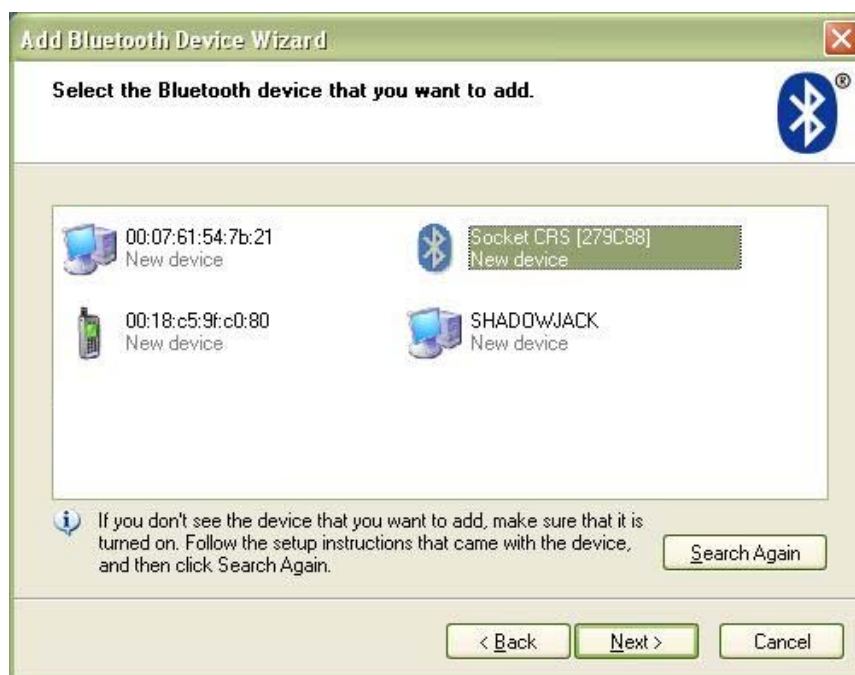 Add Bluetooth Device Wizard
Select the Bluetooth device that you want to add.
®
00:07:61:54:7b:21
New device
Socket CRS [279C88]
New device
00:18:c5:9f:c0:80
New device
SHADOWJACK
New device
If you don't see the device that you want to add, make sure that it is
turned on. Follow the setup instructions that came with the device,
and then click Search Again.
Search Again
< Back
Next >
Cancel